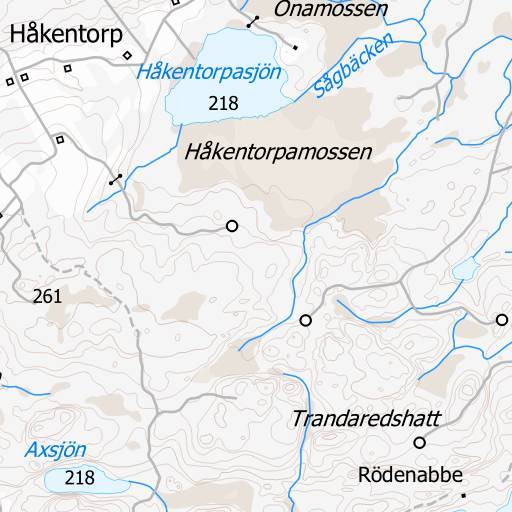 Onamossen
Håkentorp
Håkentorpasjön
Sågbäcken
218
Håkentorpamossen
261
Trandaredshatt
Axsjön
218
Rödenabbe